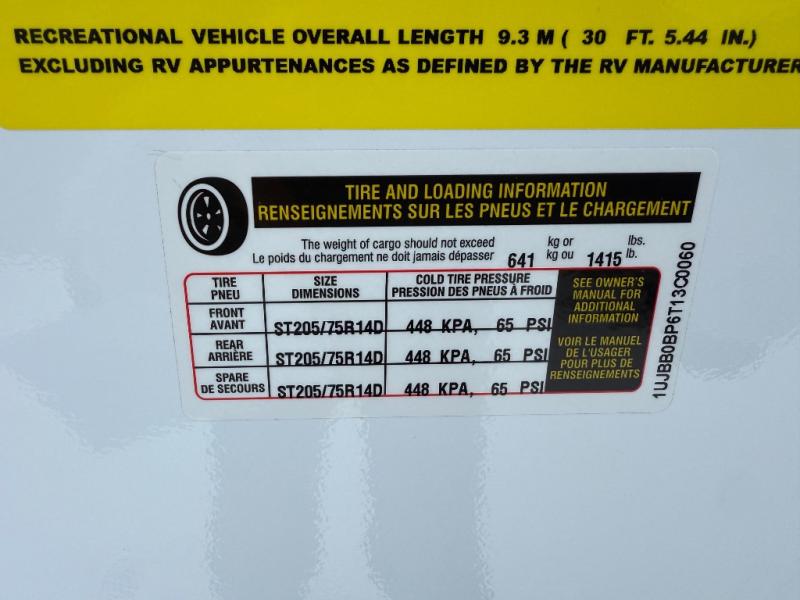 RECREATIONAL VEHICLE OVERALL LENGTH 9.3 M ( 30 FT. 5.44 IN.)
EXCLUDING RV APPURTENANCES AS DEFINED BY THE RV MANUFACTURER
TIRE AND LOADING INFORMATION
RENSEIGNEMENTS SUR LES PNEUS ET LE CHARGEMENT
The weight of cargo should not exceed kg or lbs.
Le poids du chargement ne doit jamais dépasser 641 kg ou 1415 lb.
TIRE SIZE COLD TIRE PRESSURE
PNEU DIMENSIONS PRESSION DES PNEUS À FROID
FRONT
AVANT ST205/75R14D 448 KPA, 65 PSI
REAR
ARRIÈRE ST205/75R14D 448 KPA, 65 PSI
SPARE
DE SECOURS ST205/75R14D 448 KPA, 65 PSI
SEE OWNER'S
MANUAL FOR
ADDITIONAL
INFORMATION
VOIR LE MANUEL
DE L'USAGER
POUR PLUS DE
RENSEIGNEMENTS
1UJBB0BP6T13C0060